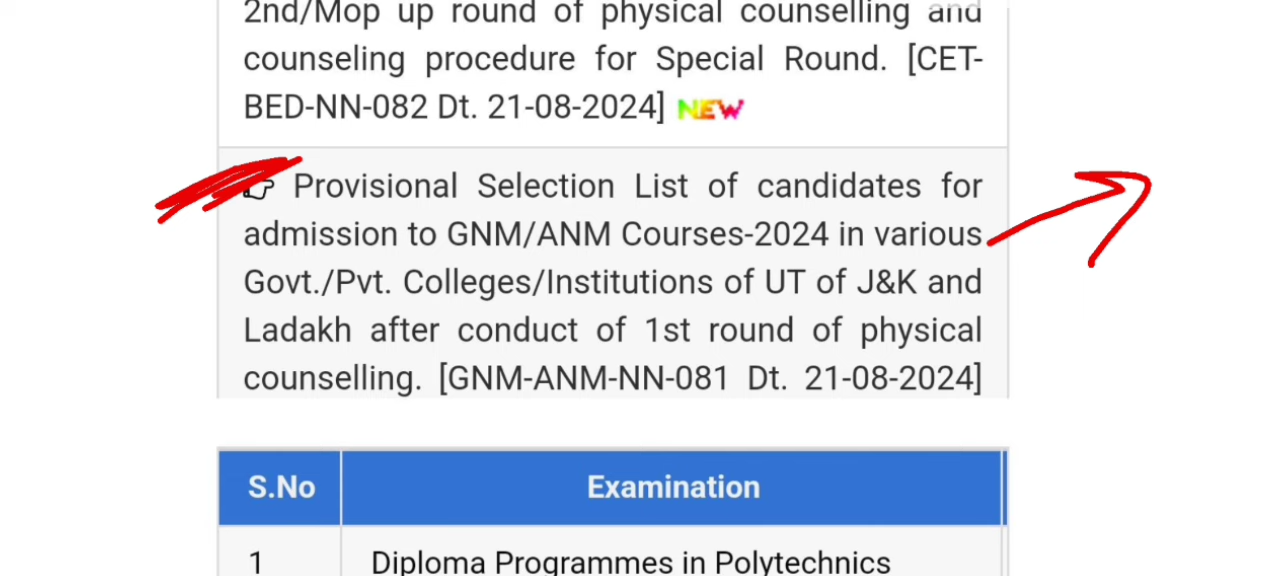 2nd/Mop up round of physical counselling and
counseling procedure for Special Round. [CET-
BED-NN-082 Dt. 21-08-2024] NEW
Provisional Selection List of candidates for
admission to GNM/ANM Courses-2024 in various
Govt./Pvt. Colleges/Institutions of UT of J&K and
Ladakh after conduct of 1st round of physical
counselling. [GNM-ANM-NN-081 Dt. 21-08-2024]
S.No Examination
1 Diploma Programmes in Polytechnics